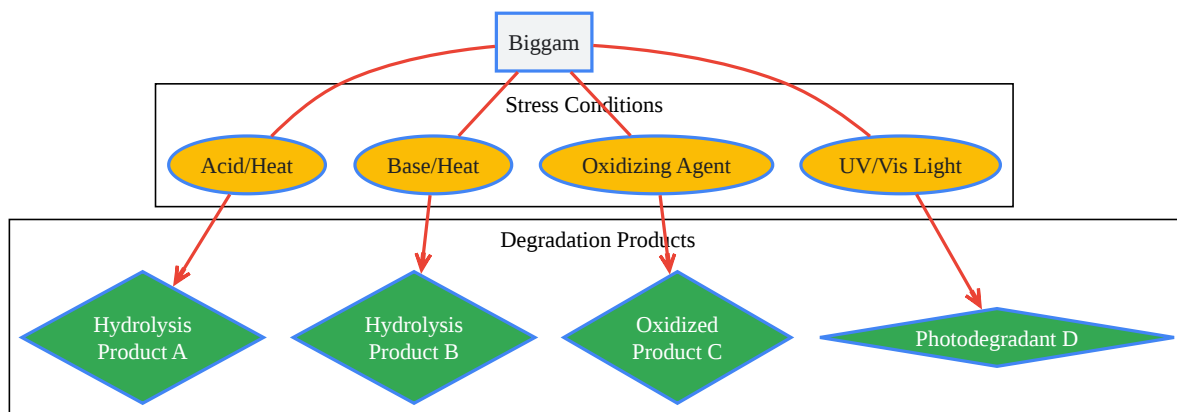 Biggam
Stress Conditions
Acid/Heat
Base/Heat
Oxidizing Agent
UV/Vis Light
Degradation Products
Hydrolysis
Product A
Hydrolysis
Product B
Oxidized
Product C
Photodegradant D